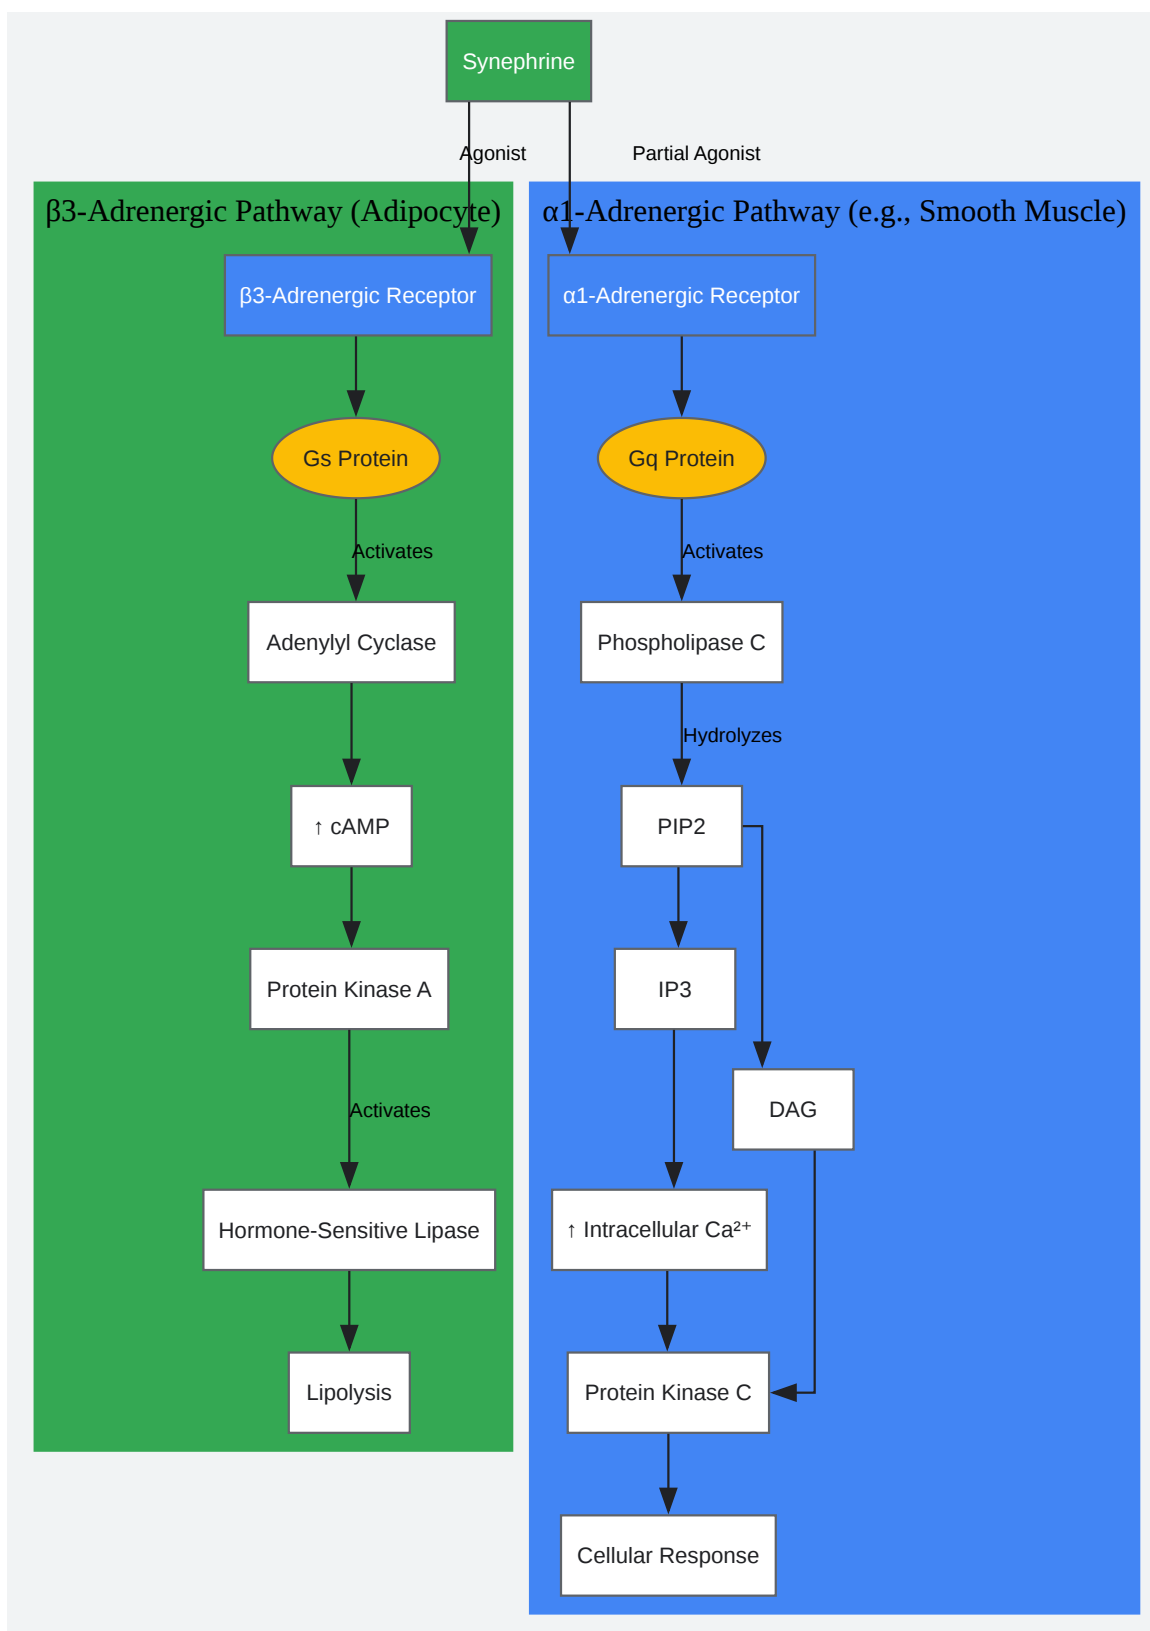 Synephrine
Agonist
Partial Agonist
β3-Adrenergic Pathway (Adipocyte)
α1-Adrenergic Pathway (e.g., Smooth Muscle)
β3-Adrenergic Receptor
α1-Adrenergic Receptor
Gs Protein
Gq Protein
Activates
Activates
Adenylyl Cyclase
Phospholipase C
Hydrolyzes
↑ cAMP
PIP2
Protein Kinase A
IP3
Activates
DAG
Hormone-Sensitive Lipase
↑ Intracellular Ca²⁺
Lipolysis
Protein Kinase C
Cellular Response